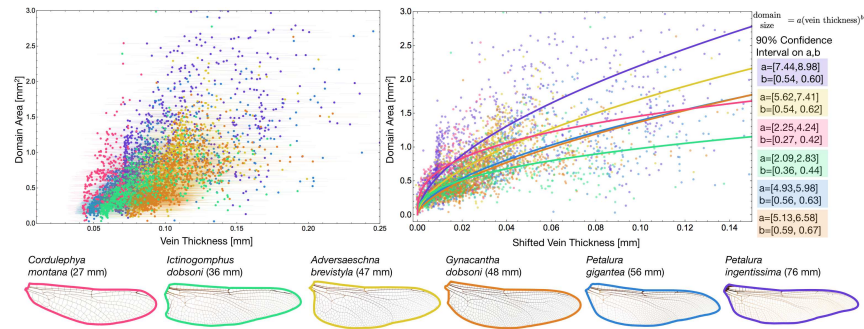 3.0
2.5
2.0
1.5
1.0
0.5
0.0
Domain Area [mm²]
0.05
0.10
0.15
0.20
0.25
Vein Thickness [mm]
3.0
2.5
2.0
1.5
1.0
0.5
0.0
Domain Area [mm²]
0.00
0.02
0.04
0.06
0.08
0.10
0.12
0.14
Shifted Vein Thickness [mm]
domain size = a(vein thickness)^b
90% Confidence
Interval on a,b
a=[7.44,8.98]
b=[0.54, 0.60]
a=[5.62,7.41]
b=[0.54, 0.62]
a=[2.25,4.24]
b=[0.27, 0.42]
a=[2.09,2.83]
b=[0.36, 0.44]
a=[4.93,5.98]
b=[0.56, 0.63]
a=[5.13,6.58]
b=[0.59, 0.67]
Cordulephya
montana (27 mm)
Ictinogomphus
dobsoni (36 mm)
Adversaeschna
brevistyla (47 mm)
Gynacantha
dobsoni (48 mm)
Petalura
gigantea (56 mm)
Petalura
ingentissima (76 mm)